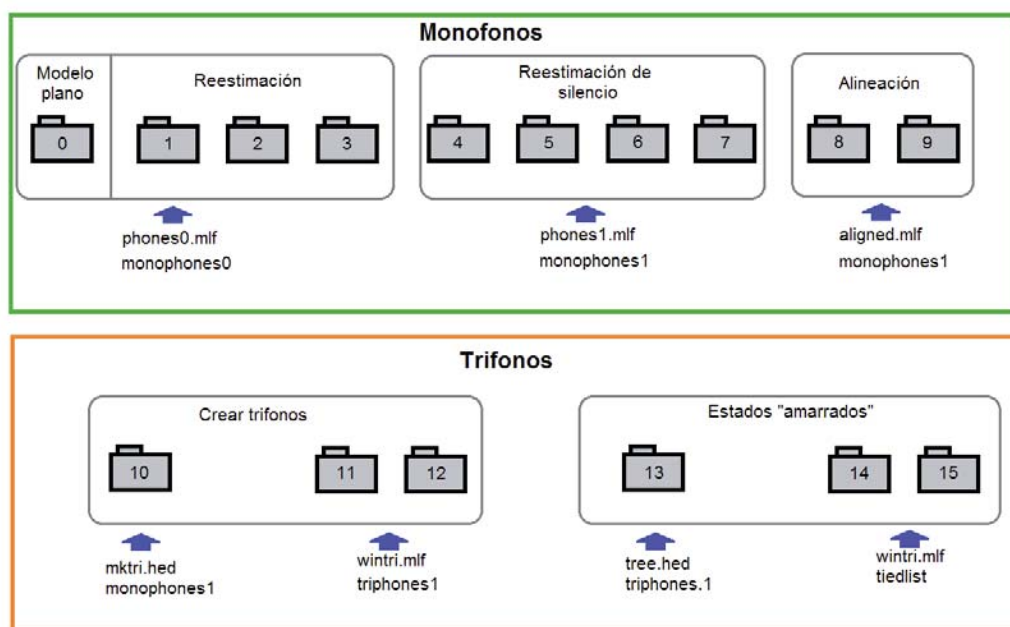 Monofonos
Modelo
plano
Reestimación
Reestimación de
silencio
Alineación
0
1
2
3
4
5
6
7
8
9
phones0.mlf
monophones0
phones1.mlf
monophones1
aligned.mlf
monophones1
Trifonos
Crear trifonos
Estados "amarrados"
10
11
12
13
14
15
mktri.hed
monophones1
wintri.mlf
triphones1
tree.hed
triphones.1
wintri.mlf
tiedlist